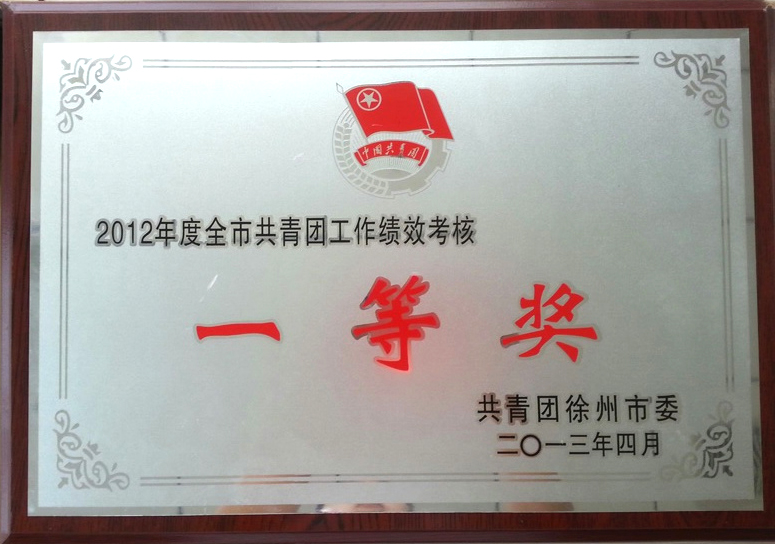 中国共青团
2012年度全市共青团工作绩效考核
一等奖
共青团徐州市委
二〇一三年四月